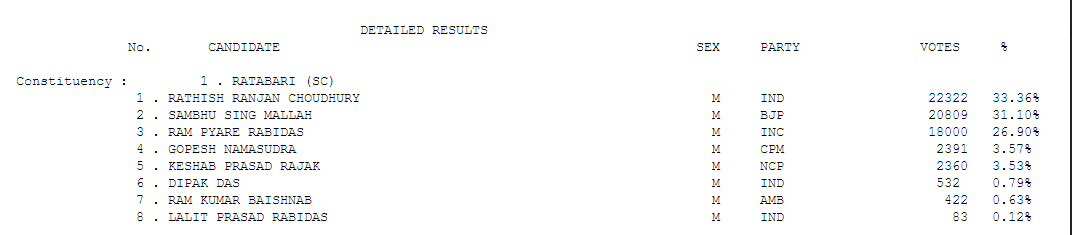 DETAILED RESULTS
No. CANDIDATE SEX PARTY VOTES %
Constituency : 1 . RATABARI (SC)
1 . RATHISH RANJAN CHOUDHURY M IND 22322 33.36%
2 . SAMBHU SING MALLAH M BJP 20809 31.10%
3 . RAM PYARE RABIDAS M INC 18000 26.90%
4 . GOPESH NAMASUDRA M CPM 2391 3.57%
5 . KESHAB PRASAD RAJAK M NCP 2360 3.53%
6 . DIPAK DAS M IND 532 0.79%
7 . RAM KUMAR BAISHNAB M AMB 422 0.63%
8 . LALIT PRASAD RABIDAS M IND 83 0.12%